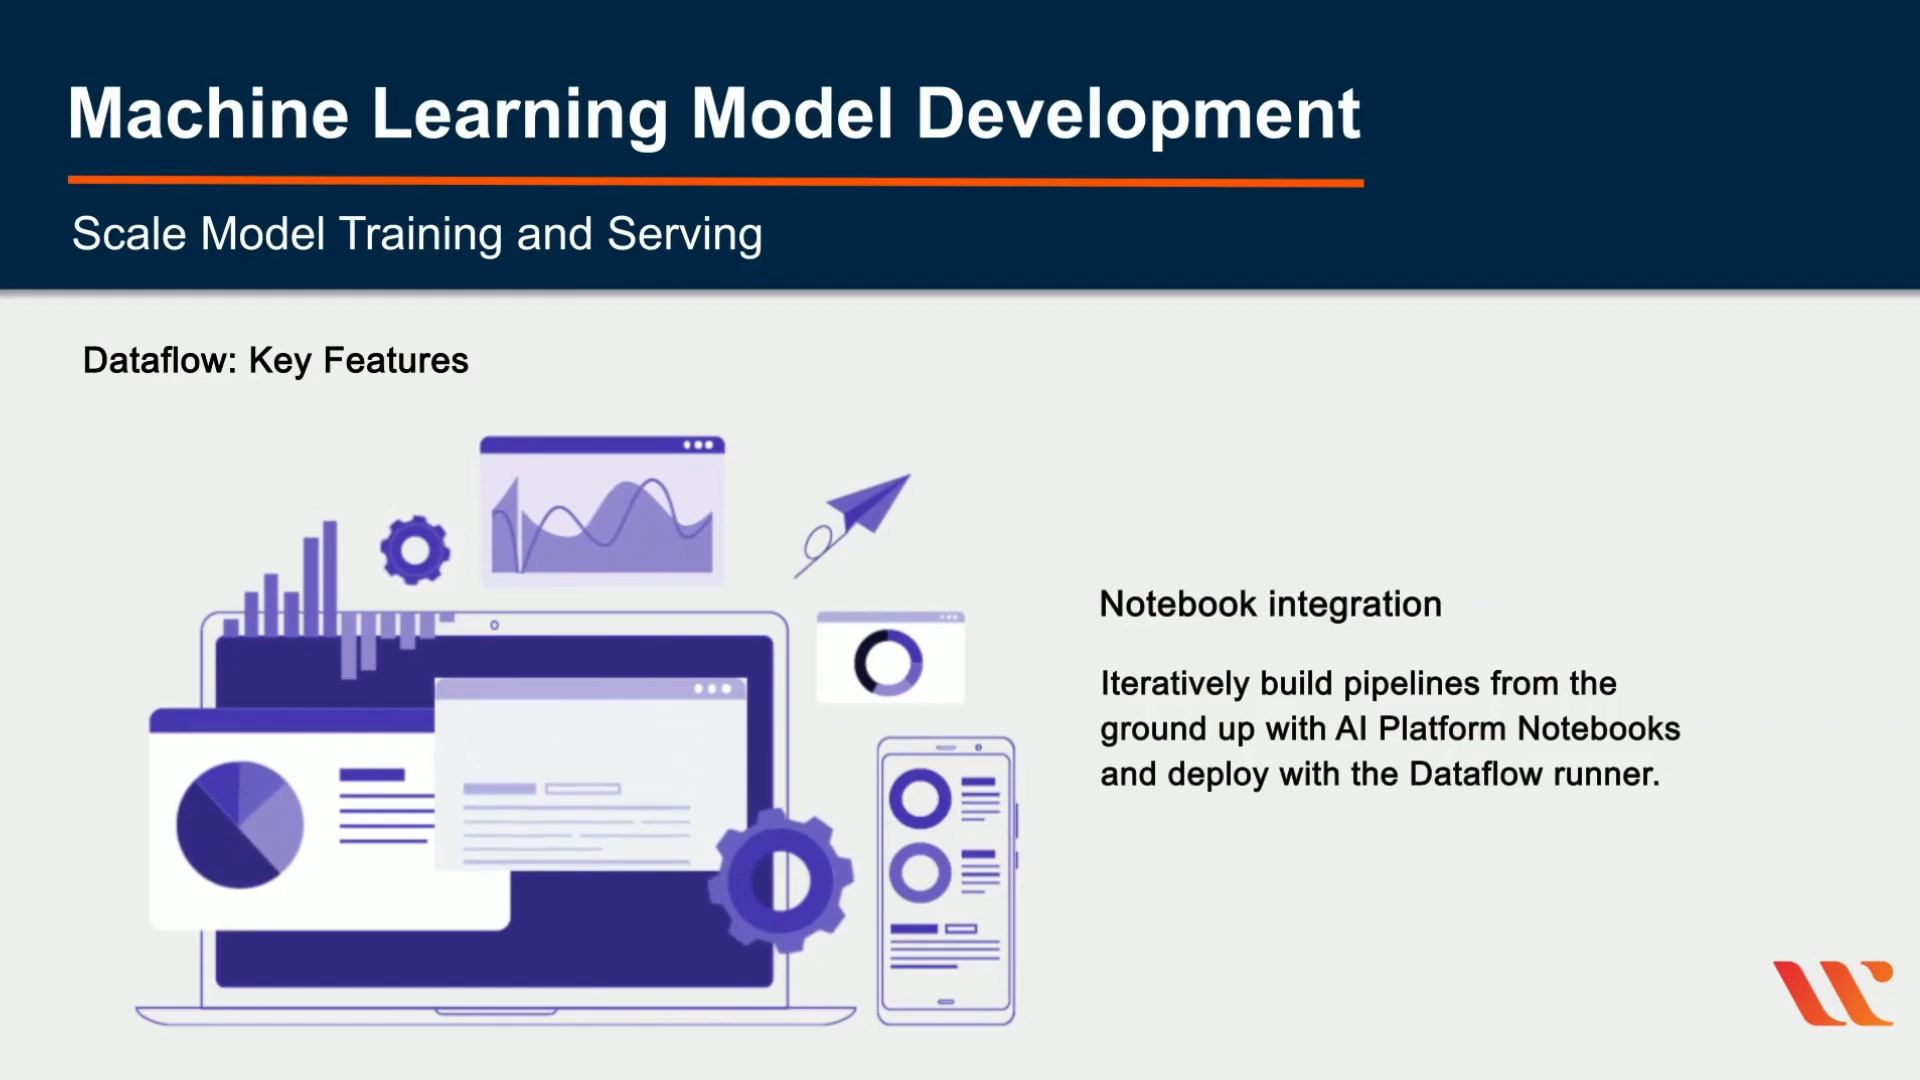 Machine Learning Model Development
Scale Model Training and Serving
Dataflow: Key Features
Notebook integration
Iteratively build pipelines from the
ground up with AI Platform Notebooks
and deploy with the Dataflow runner.